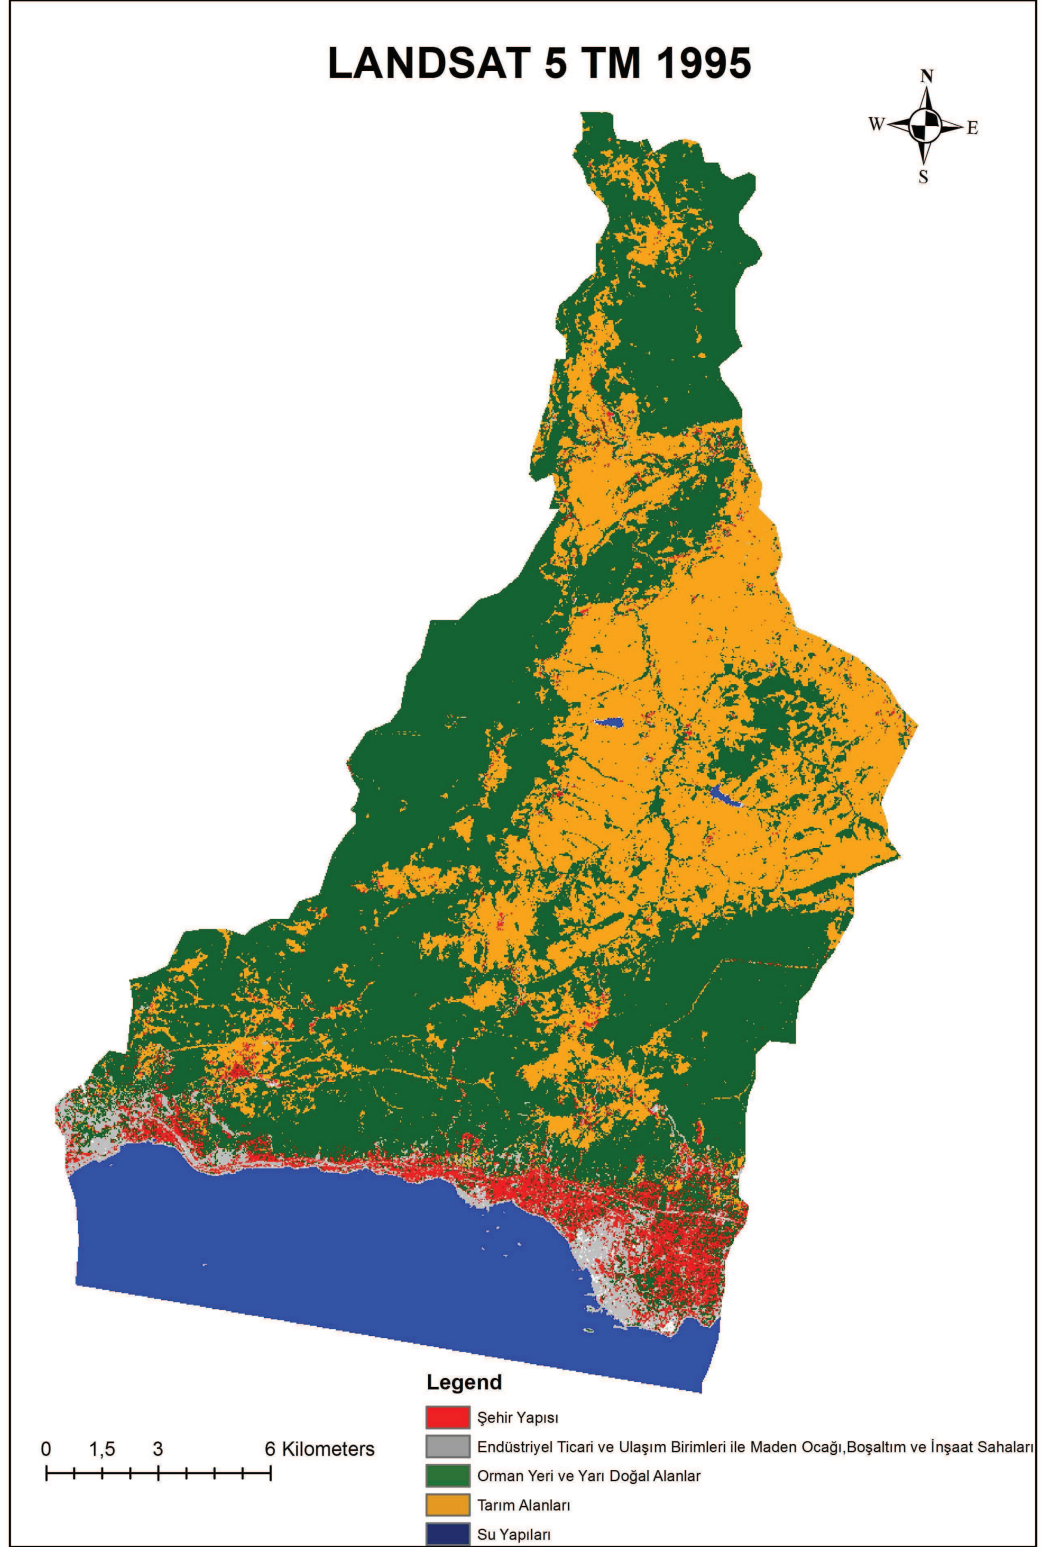 LANDSAT 5 TM 1995
N
W E
S
Legend
Şehir Yapısı
Endüstriyel Ticari ve Ulaşım Birimleri ile Maden Ocağı,Boşaltım ve İnşaat Sahaları
Orman Yeri ve Yarı Doğal Alanlar
Tarım Alanları
Su Yapıları
0 1,5 3 6 Kilometers